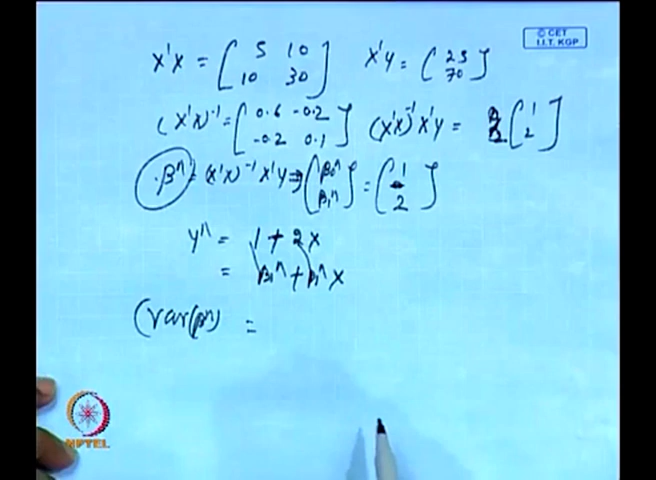 © CET
I.I.T. KGP
X'X = [ 5 10 X'Y = [ 25
10 30 ] 70 ]
(X'X)⁻¹ = [ 0.6 -0.2 (X'X)⁻¹ X'Y = [ 1
-0.2 0.1 ] 2 ]
β^ = (X'X)⁻¹ X'Y ⇒ [ β₀^ β₁^ ] = [ 1 2 ]
Y^ = 1 + 2X
= β₀^ + β₁^ X
(Var(β^) =
NPTEL